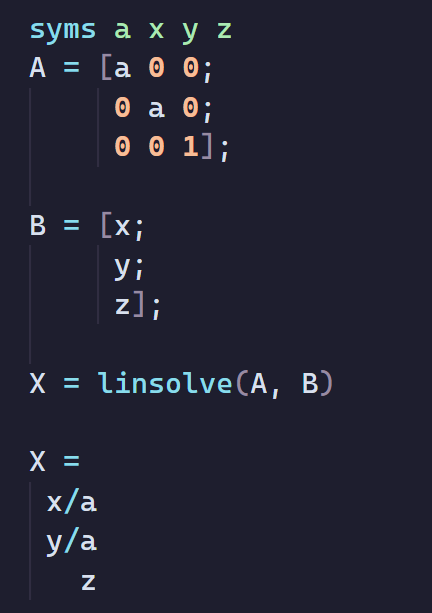 syms a x y z
A = [a 0 0;
     0 a 0;
     0 0 1];
B = [x;
     y;
     z];
X = linsolve(A, B)
X =
 x/a
 y/a
   z